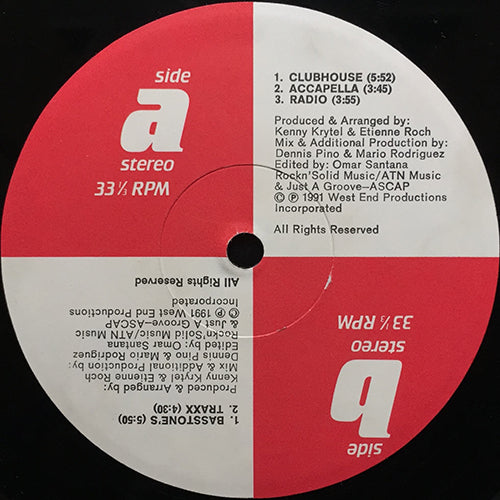 side
a
stereo
33⅓ RPM
1. CLUBHOUSE (5:52)
2. ACCAPELLA (3:45)
3. RADIO (3:55)
Produced & Arranged by:
Kenny Krytel & Etienne Roch
Mix & Additional Production by:
Dennis Pino & Mario Rodriguez
Edited by: Omar Santana
Rockn'Solid Music/ATN Music
& Just A Groove–ASCAP
© ℗ 1991 West End Productions
Incorporated
All Rights Reserved
side
b
stereo
33⅓ RPM
1. BASSTONE'S (5:50)
2. TRAXX (4:30)
Produced & Arranged by:
Kenny Krytel & Etienne Roch
Mix & Additional Production by:
Dennis Pino & Mario Rodriguez
Edited by: Omar Santana
Rockn'Solid Music/ATN Music
& Just A Groove–ASCAP
© ℗ 1991 West End Productions
Incorporated
All Rights Reserved